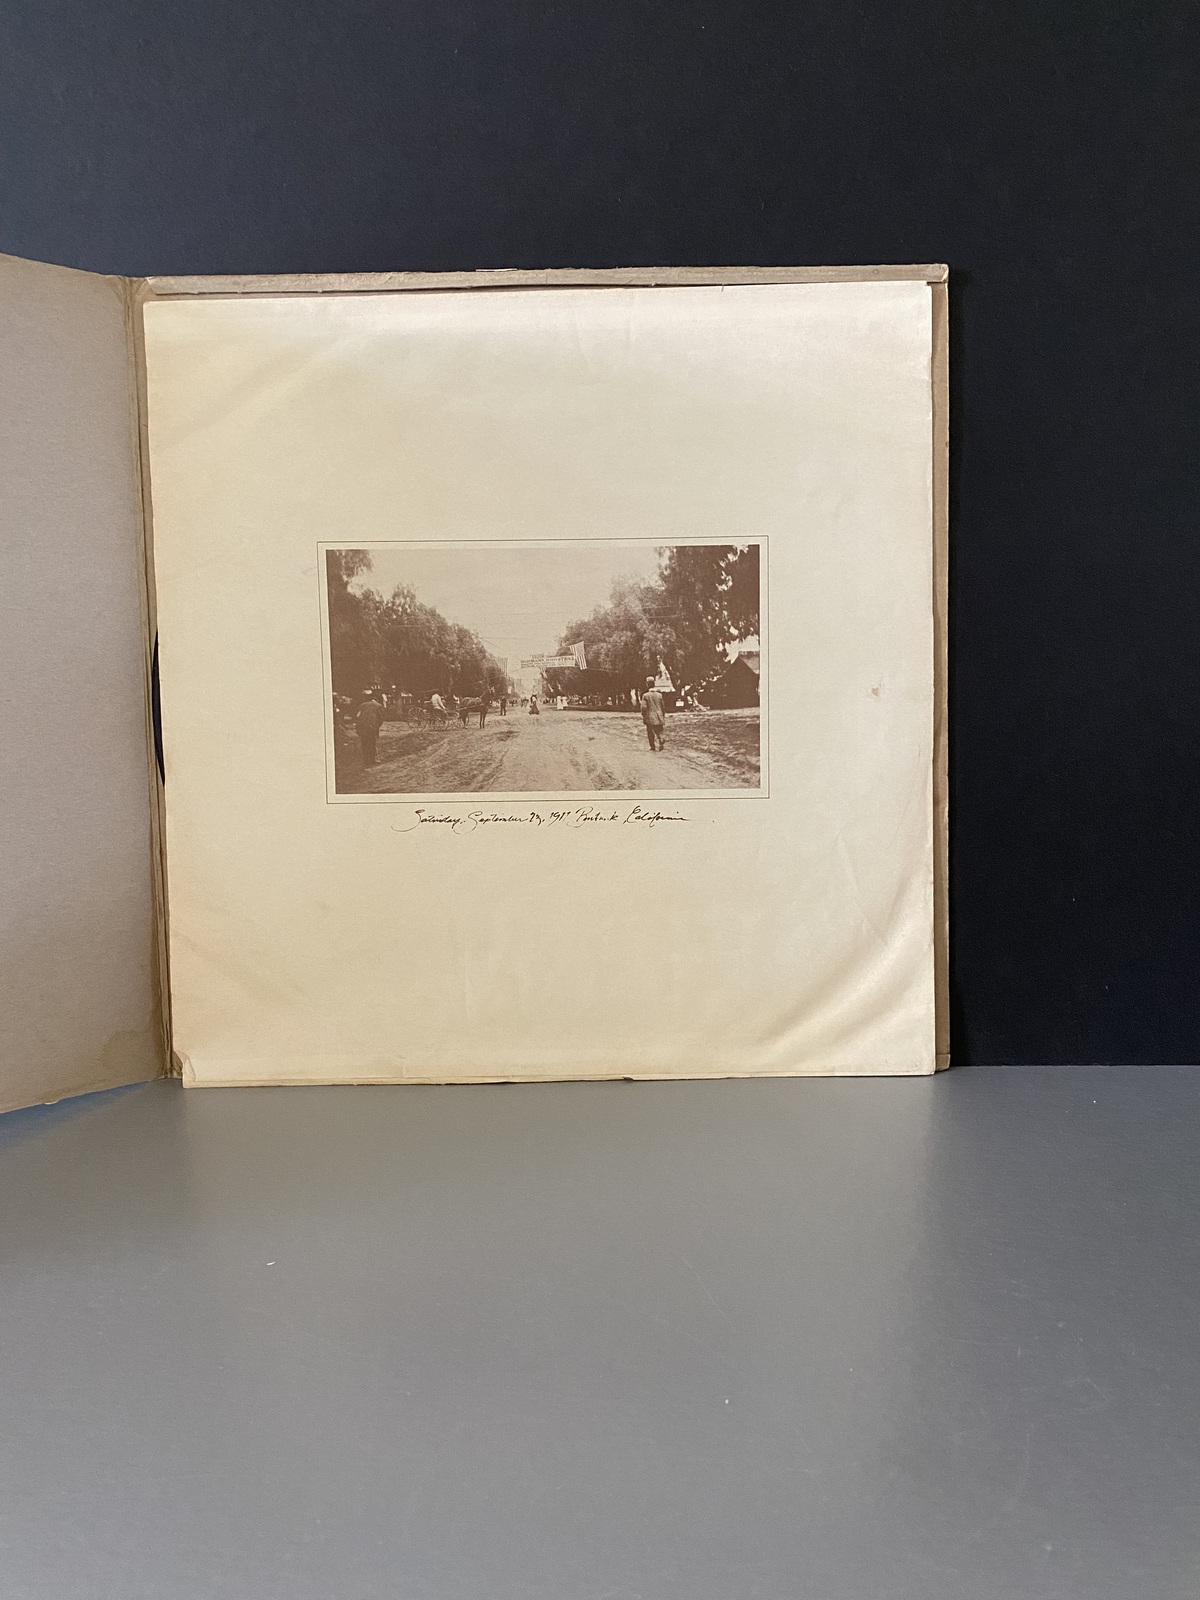 Saturday, September 23, 1911 Burbank, California